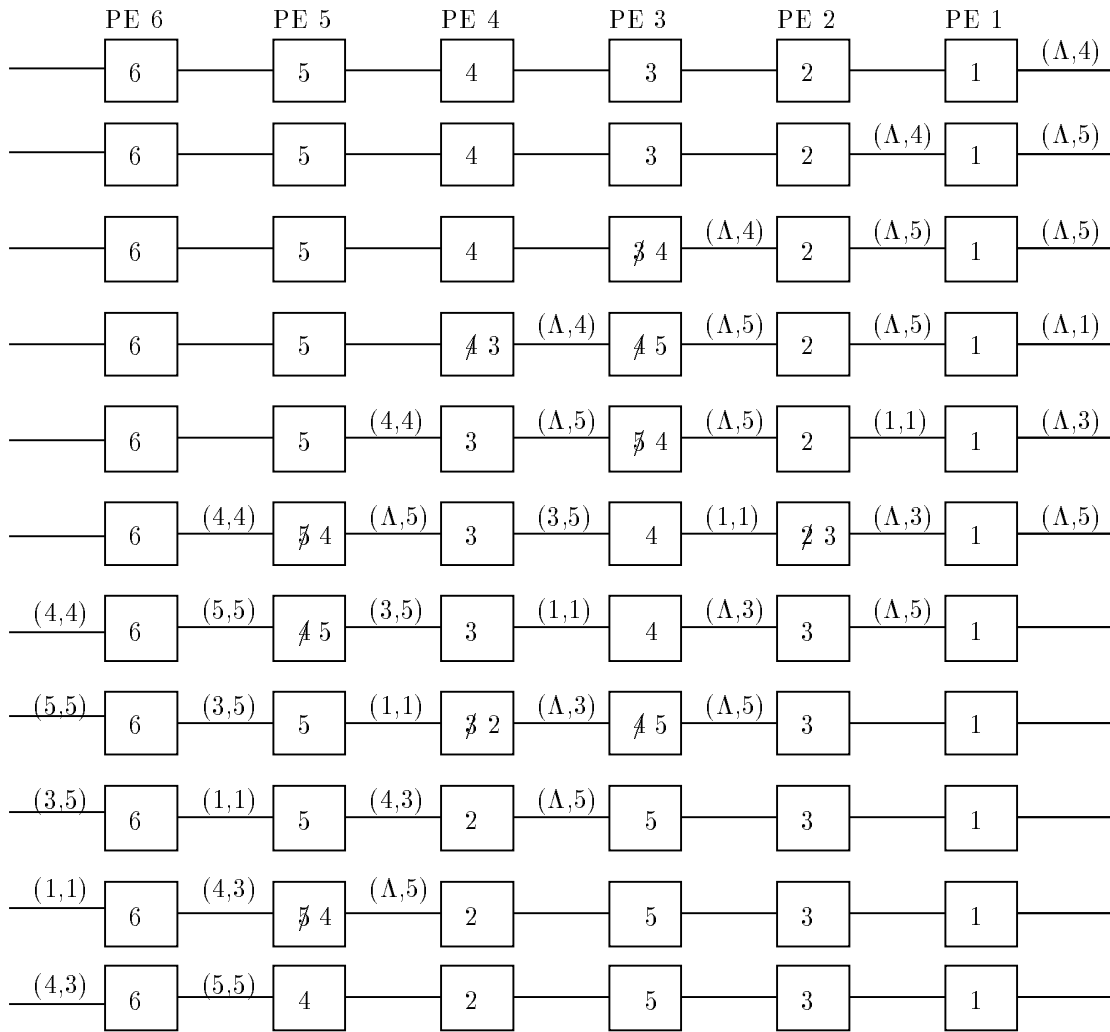 PE 6 PE 5 PE 4 PE 3 PE 2 PE 1
6 5 4 3 2 1 (Λ,4)
6 5 4 3 2 (Λ,4) 1 (Λ,5)
6 5 4 3 4 (Λ,4) 2 (Λ,5) 1 (Λ,5)
6 5 4 3 (Λ,4) 4 5 (Λ,5) 2 (Λ,5) 1 (Λ,1)
6 5 (4,4) 3 (Λ,5) 5 4 (Λ,5) 2 (1,1) 1 (Λ,3)
6 (4,4) 5 4 (Λ,5) 3 (3,5) 4 (1,1) 2 3 (Λ,3) 1 (Λ,5)
(4,4) 6 (5,5) 4 5 (3,5) 3 (1,1) 4 (Λ,3) 3 (Λ,5) 1
(5,5) 6 (3,5) 5 (1,1) 3 2 (Λ,3) 4 5 (Λ,5) 3 1
(3,5) 6 (1,1) 5 (4,3) 2 (Λ,5) 5 3 1
(1,1) 6 (4,3) 5 4 (Λ,5) 2 5 3 1
(4,3) 6 (5,5) 4 2 5 3 1